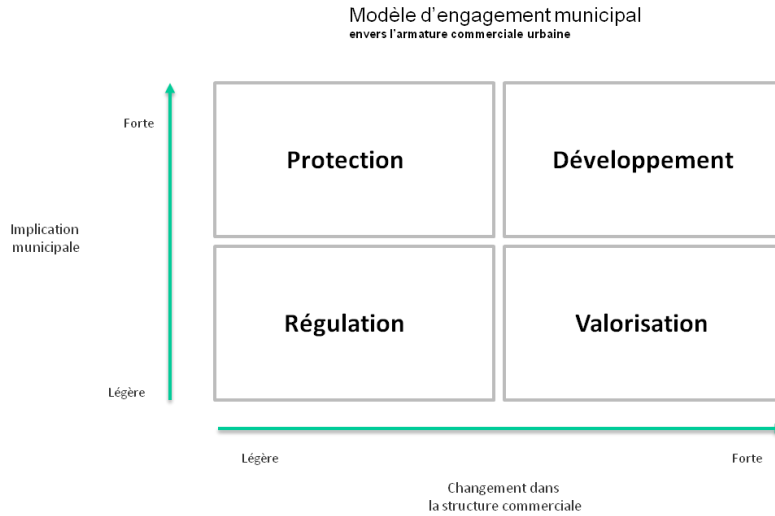 Modèle d'engagement municipal
envers l'armature commerciale urbaine
Forte
Protection
Développement
Implication
municipale
Régulation
Valorisation
Légère
Légère
Forte
Changement dans
la structure commerciale